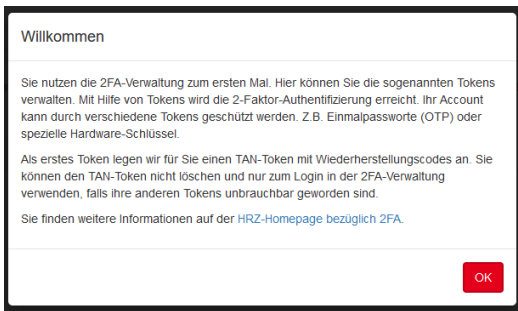 Willkommen
Sie nutzen die 2FA-Verwaltung zum ersten Mal. Hier können Sie die sogenannten Tokens
verwalten. Mit Hilfe von Tokens wird die 2-Faktor-Authentifizierung erreicht. Ihr Account
kann durch verschiedene Tokens geschützt werden. Z.B. Einmalpassworte (OTP) oder
spezielle Hardware-Schlüssel.
Als erstes Token legen wir für Sie einen TAN-Token mit Wiederherstellungscodes an. Sie
können den TAN-Token nicht löschen und nur zum Login in der 2FA-Verwaltung
verwenden, falls ihre anderen Tokens unbrauchbar geworden sind.
Sie finden weitere Informationen auf der HRZ-Homepage bezüglich 2FA.
OK